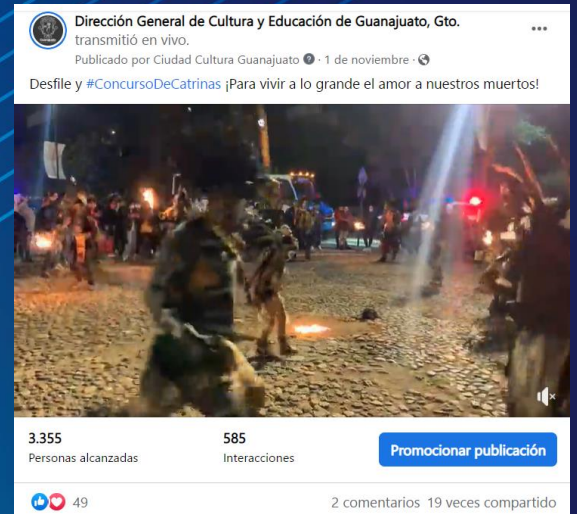 Dirección General de Cultura y Educación de Guanajuato, Gto.
transmitió en vivo.
Publicado por Ciudad Cultura Guanajuato · 1 de noviembre ·
Desfile y #ConcursoDeCatrinas ¡Para vivir a lo grande el amor a nuestros muertos!
3.355
Personas alcanzadas
585
Interacciones
Promocionar publicación
49
2 comentarios 19 veces compartido